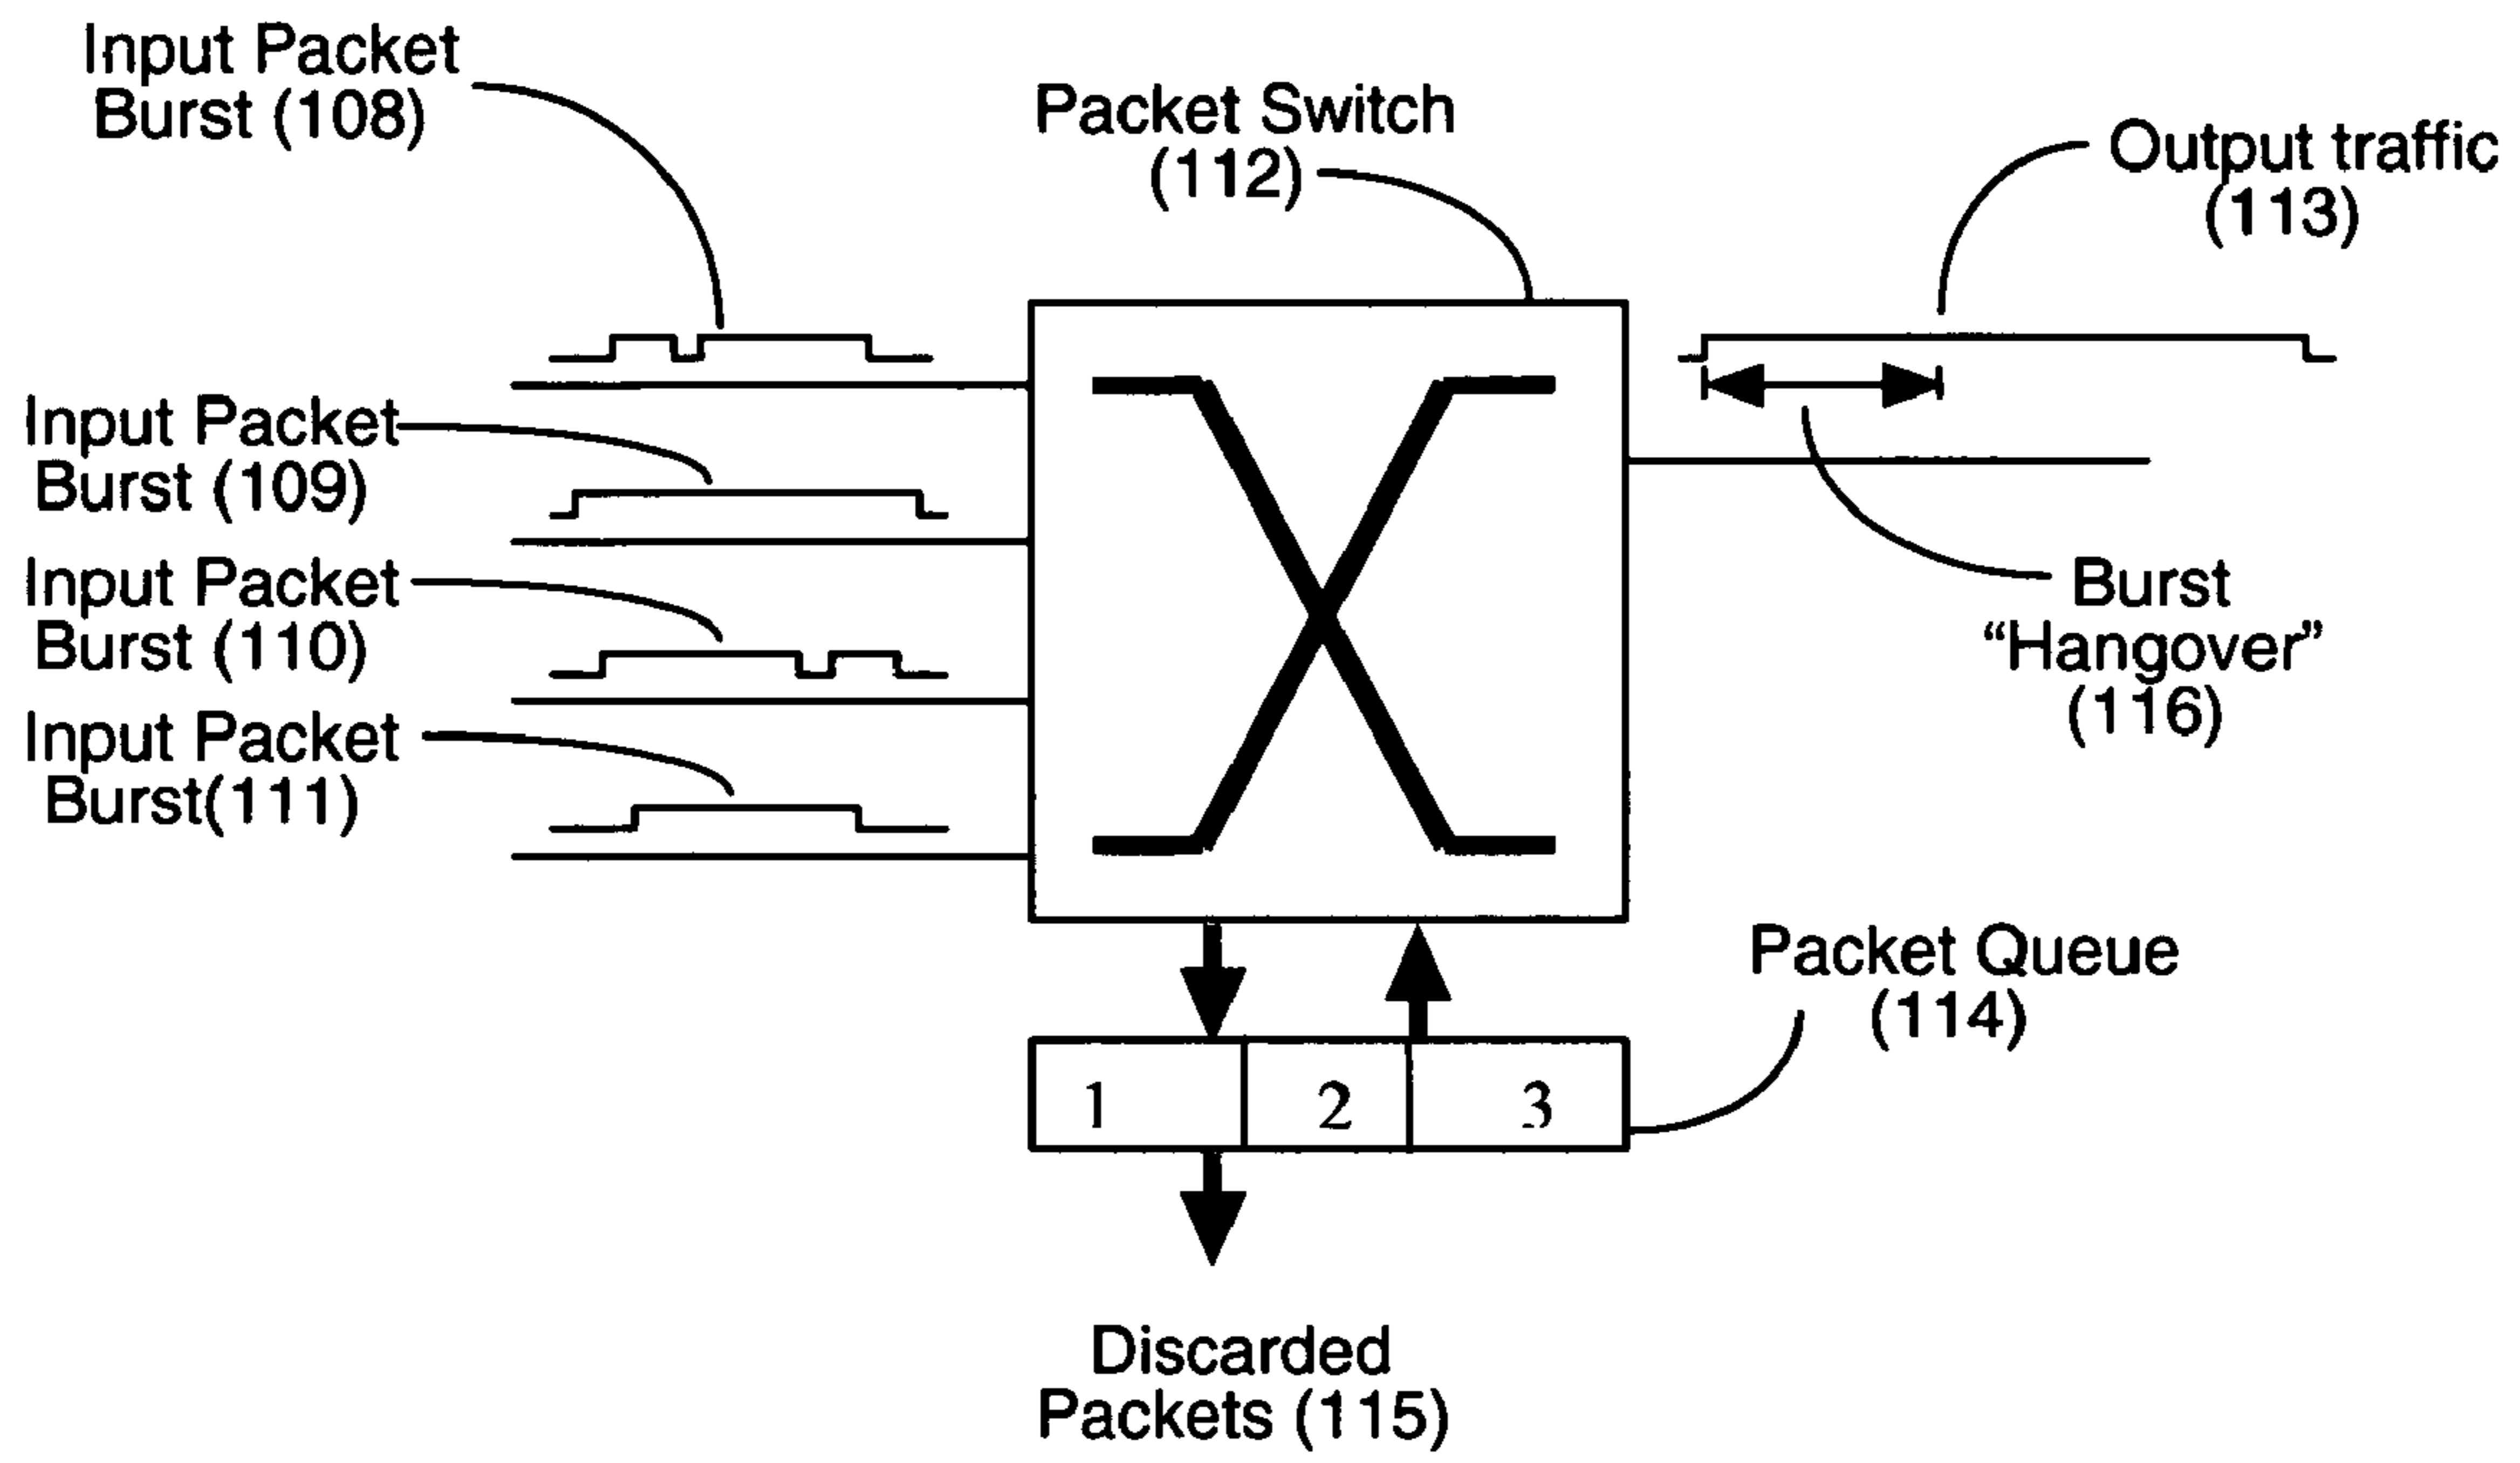 Input Packet
Burst (108)
Packet Switch
(112)
Output traffic
(113)
Input Packet
Burst (109)
Input Packet
Burst (110)
Input Packet
Burst(111)
Burst
“Hangover”
(116)
Packet Queue
(114)
1 2 3
Discarded
Packets (115)